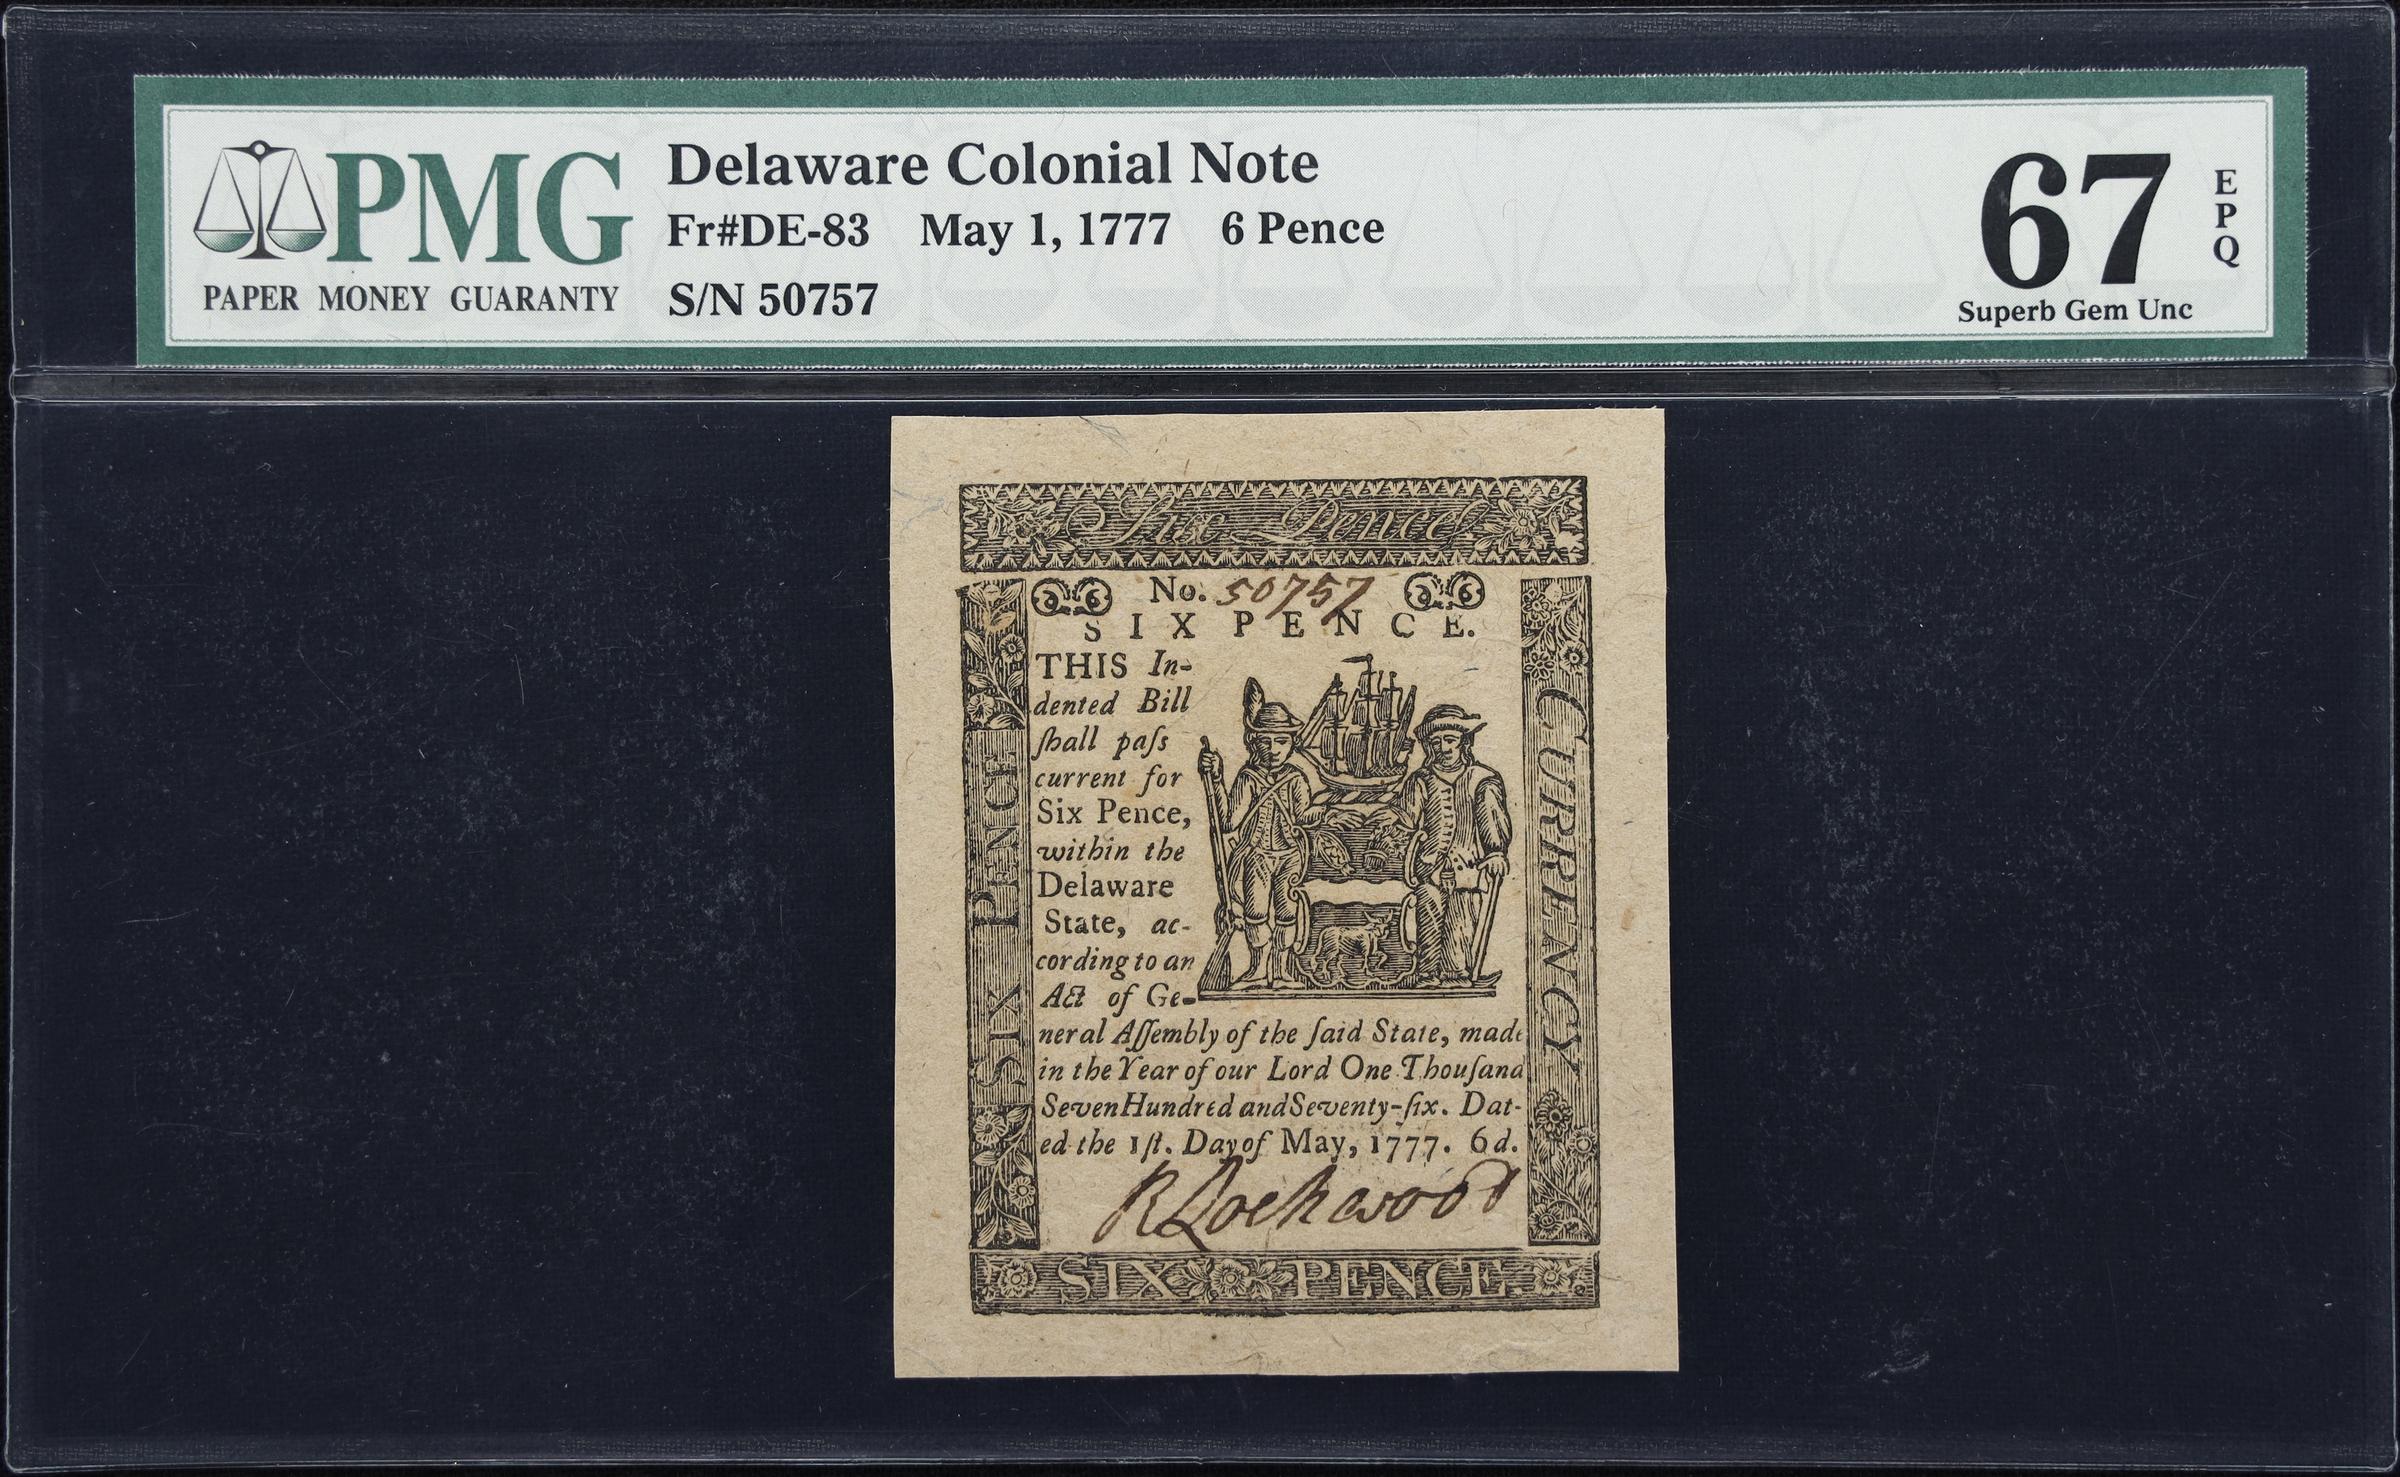 PMG
PAPER MONEY GUARANTY
Delaware Colonial Note
Fr#DE-83 May 1, 1777 6 Pence
S/N 50757
67
EPQ
Superb Gem Unc
Six Pence
6 No. 50757 6
SIX PENCE.
THIS In-
dented Bill
ſhall paſs
current for
Six Pence,
within the
Delaware
State, ac-
cording to an
Act of Ge-
neral Aſſembly of the ſaid State, made
in the Year of our Lord One Thouſand
Seven Hundred and Seventy-ſix. Dat-
ed the 1ſt. Day of May, 1777. 6d.
R Lockwood
SIX PENCE
CURRENCY
SIX PENCE.